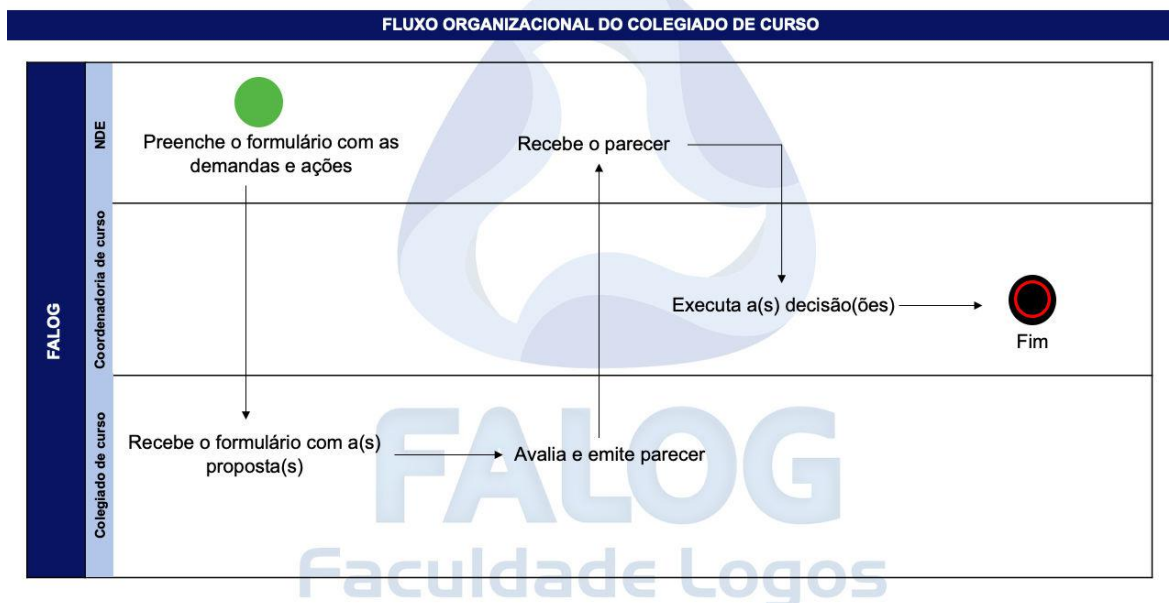 FLUXO ORGANIZACIONAL DO COLEGIADO DE CURSO
FALOG
NDE
Preenche o formulário com as
demandas e ações
Recebe o parecer
Coordenadoria de curso
Executa a(s) decisão(ões)
Fim
Colegiado de curso
Recebe o formulário com a(s)
proposta(s)
Avalia e emite parecer
FALOG
Faculdade Logos